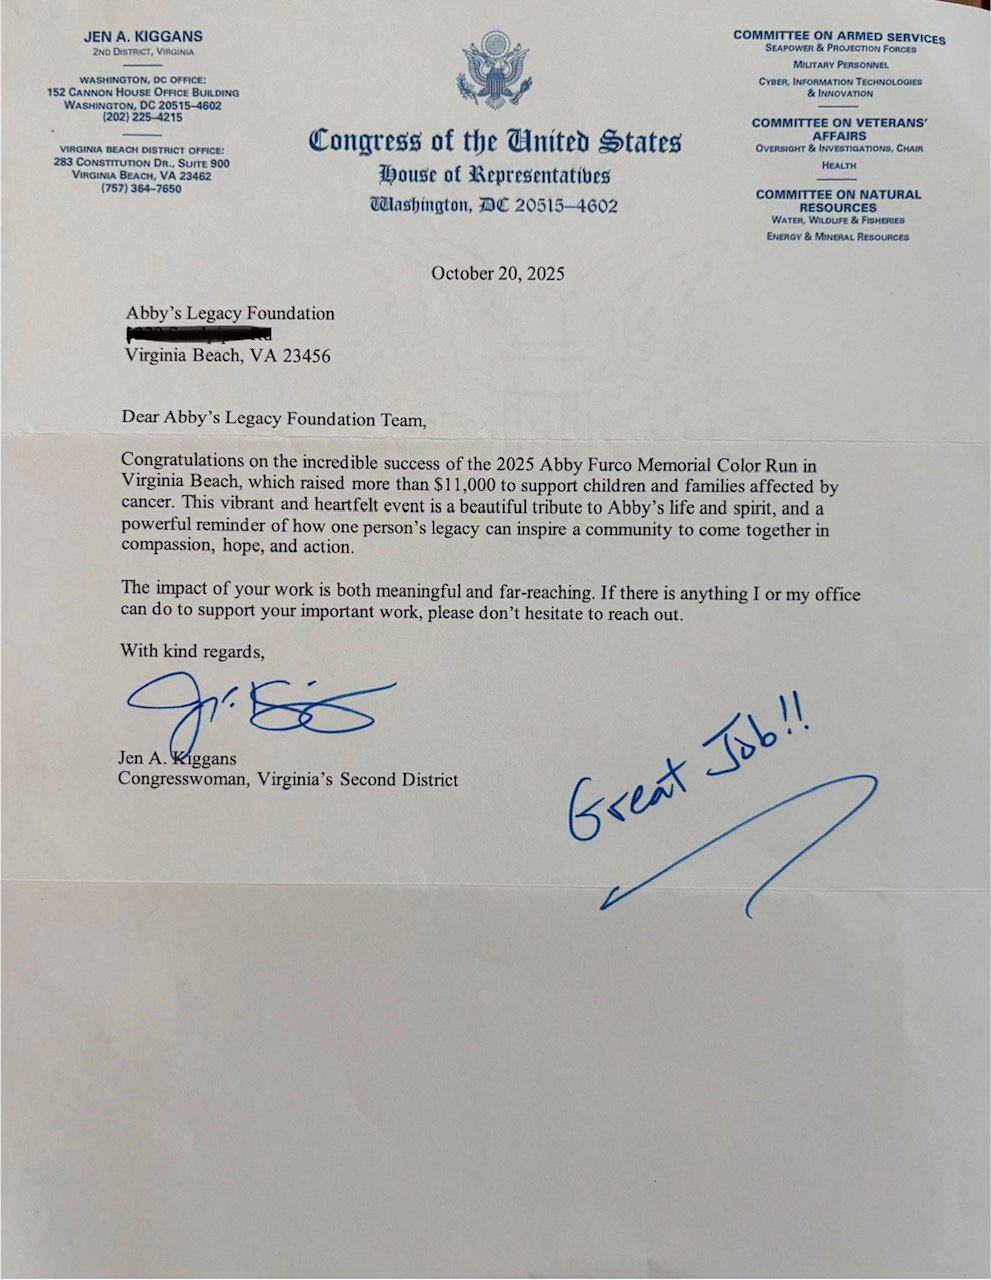 JEN A. KIGGANS
2ND DISTRICT, VIRGINIA
WASHINGTON, DC OFFICE:
152 CANNON HOUSE OFFICE BUILDING
WASHINGTON, DC 20515–4602
(202) 225–4215
VIRGINIA BEACH DISTRICT OFFICE:
283 CONSTITUTION DR., SUITE 900
VIRGINIA BEACH, VA 23462
(757) 364–7650
Congress of the United States
House of Representatives
Washington, DC 20515–4602
COMMITTEE ON ARMED SERVICES
SEAPOWER & PROJECTION FORCES
MILITARY PERSONNEL
CYBER, INFORMATION TECHNOLOGIES
& INNOVATION
COMMITTEE ON VETERANS'
AFFAIRS
OVERSIGHT & INVESTIGATIONS, CHAIR
HEALTH
COMMITTEE ON NATURAL
RESOURCES
WATER, WILDLIFE & FISHERIES
ENERGY & MINERAL RESOURCES
October 20, 2025
Abby's Legacy Foundation
Virginia Beach, VA 23456
Dear Abby's Legacy Foundation Team,
Congratulations on the incredible success of the 2025 Abby Furco Memorial Color Run in
Virginia Beach, which raised more than $11,000 to support children and families affected by
cancer. This vibrant and heartfelt event is a beautiful tribute to Abby's life and spirit, and a
powerful reminder of how one person's legacy can inspire a community to come together in
compassion, hope, and action.
The impact of your work is both meaningful and far-reaching. If there is anything I or my office
can do to support your important work, please don't hesitate to reach out.
With kind regards,
Jen A. Kiggans
Congresswoman, Virginia's Second District
Great Job!!